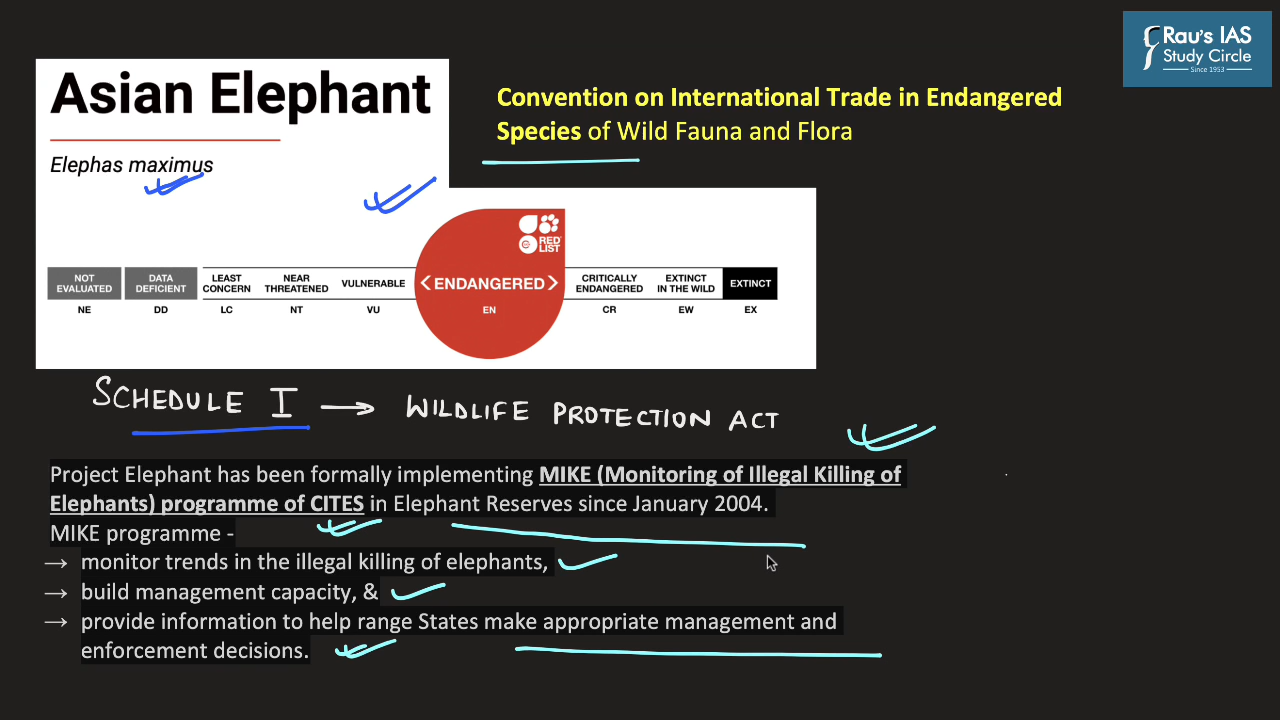 Rau's IAS
Study Circle
Since 1953
Asian Elephant
Elephas maximus
Convention on International Trade in Endangered
Species of Wild Fauna and Flora
RED
LIST
NOT EVALUATED
DATA DEFICIENT
LEAST CONCERN
NEAR THREATENED
VULNERABLE
<ENDANGERED>
CRITICALLY ENDANGERED
EXTINCT IN THE WILD
EXTINCT
NE
DD
LC
NT
VU
EN
CR
EW
EX
SCHEDULE I → WILDLIFE PROTECTION ACT
Project Elephant has been formally implementing MIKE (Monitoring of Illegal Killing of
Elephants) programme of CITES in Elephant Reserves since January 2004.
MIKE programme -
→ monitor trends in the illegal killing of elephants,
→ build management capacity, &
→ provide information to help range States make appropriate management and
enforcement decisions.